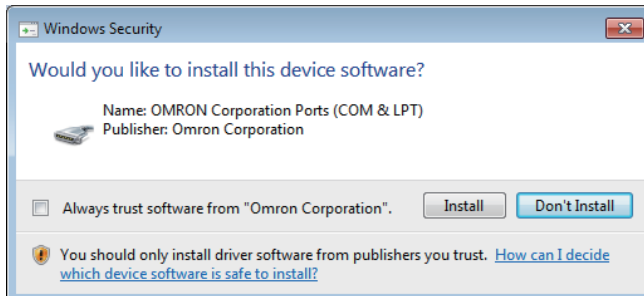 Windows Security
Would you like to install this device software?
Name: OMRON Corporation Ports (COM & LPT)
Publisher: Omron Corporation
Always trust software from "Omron Corporation".
Install
Don't Install
You should only install driver software from publishers you trust. How can I decide
which device software is safe to install?